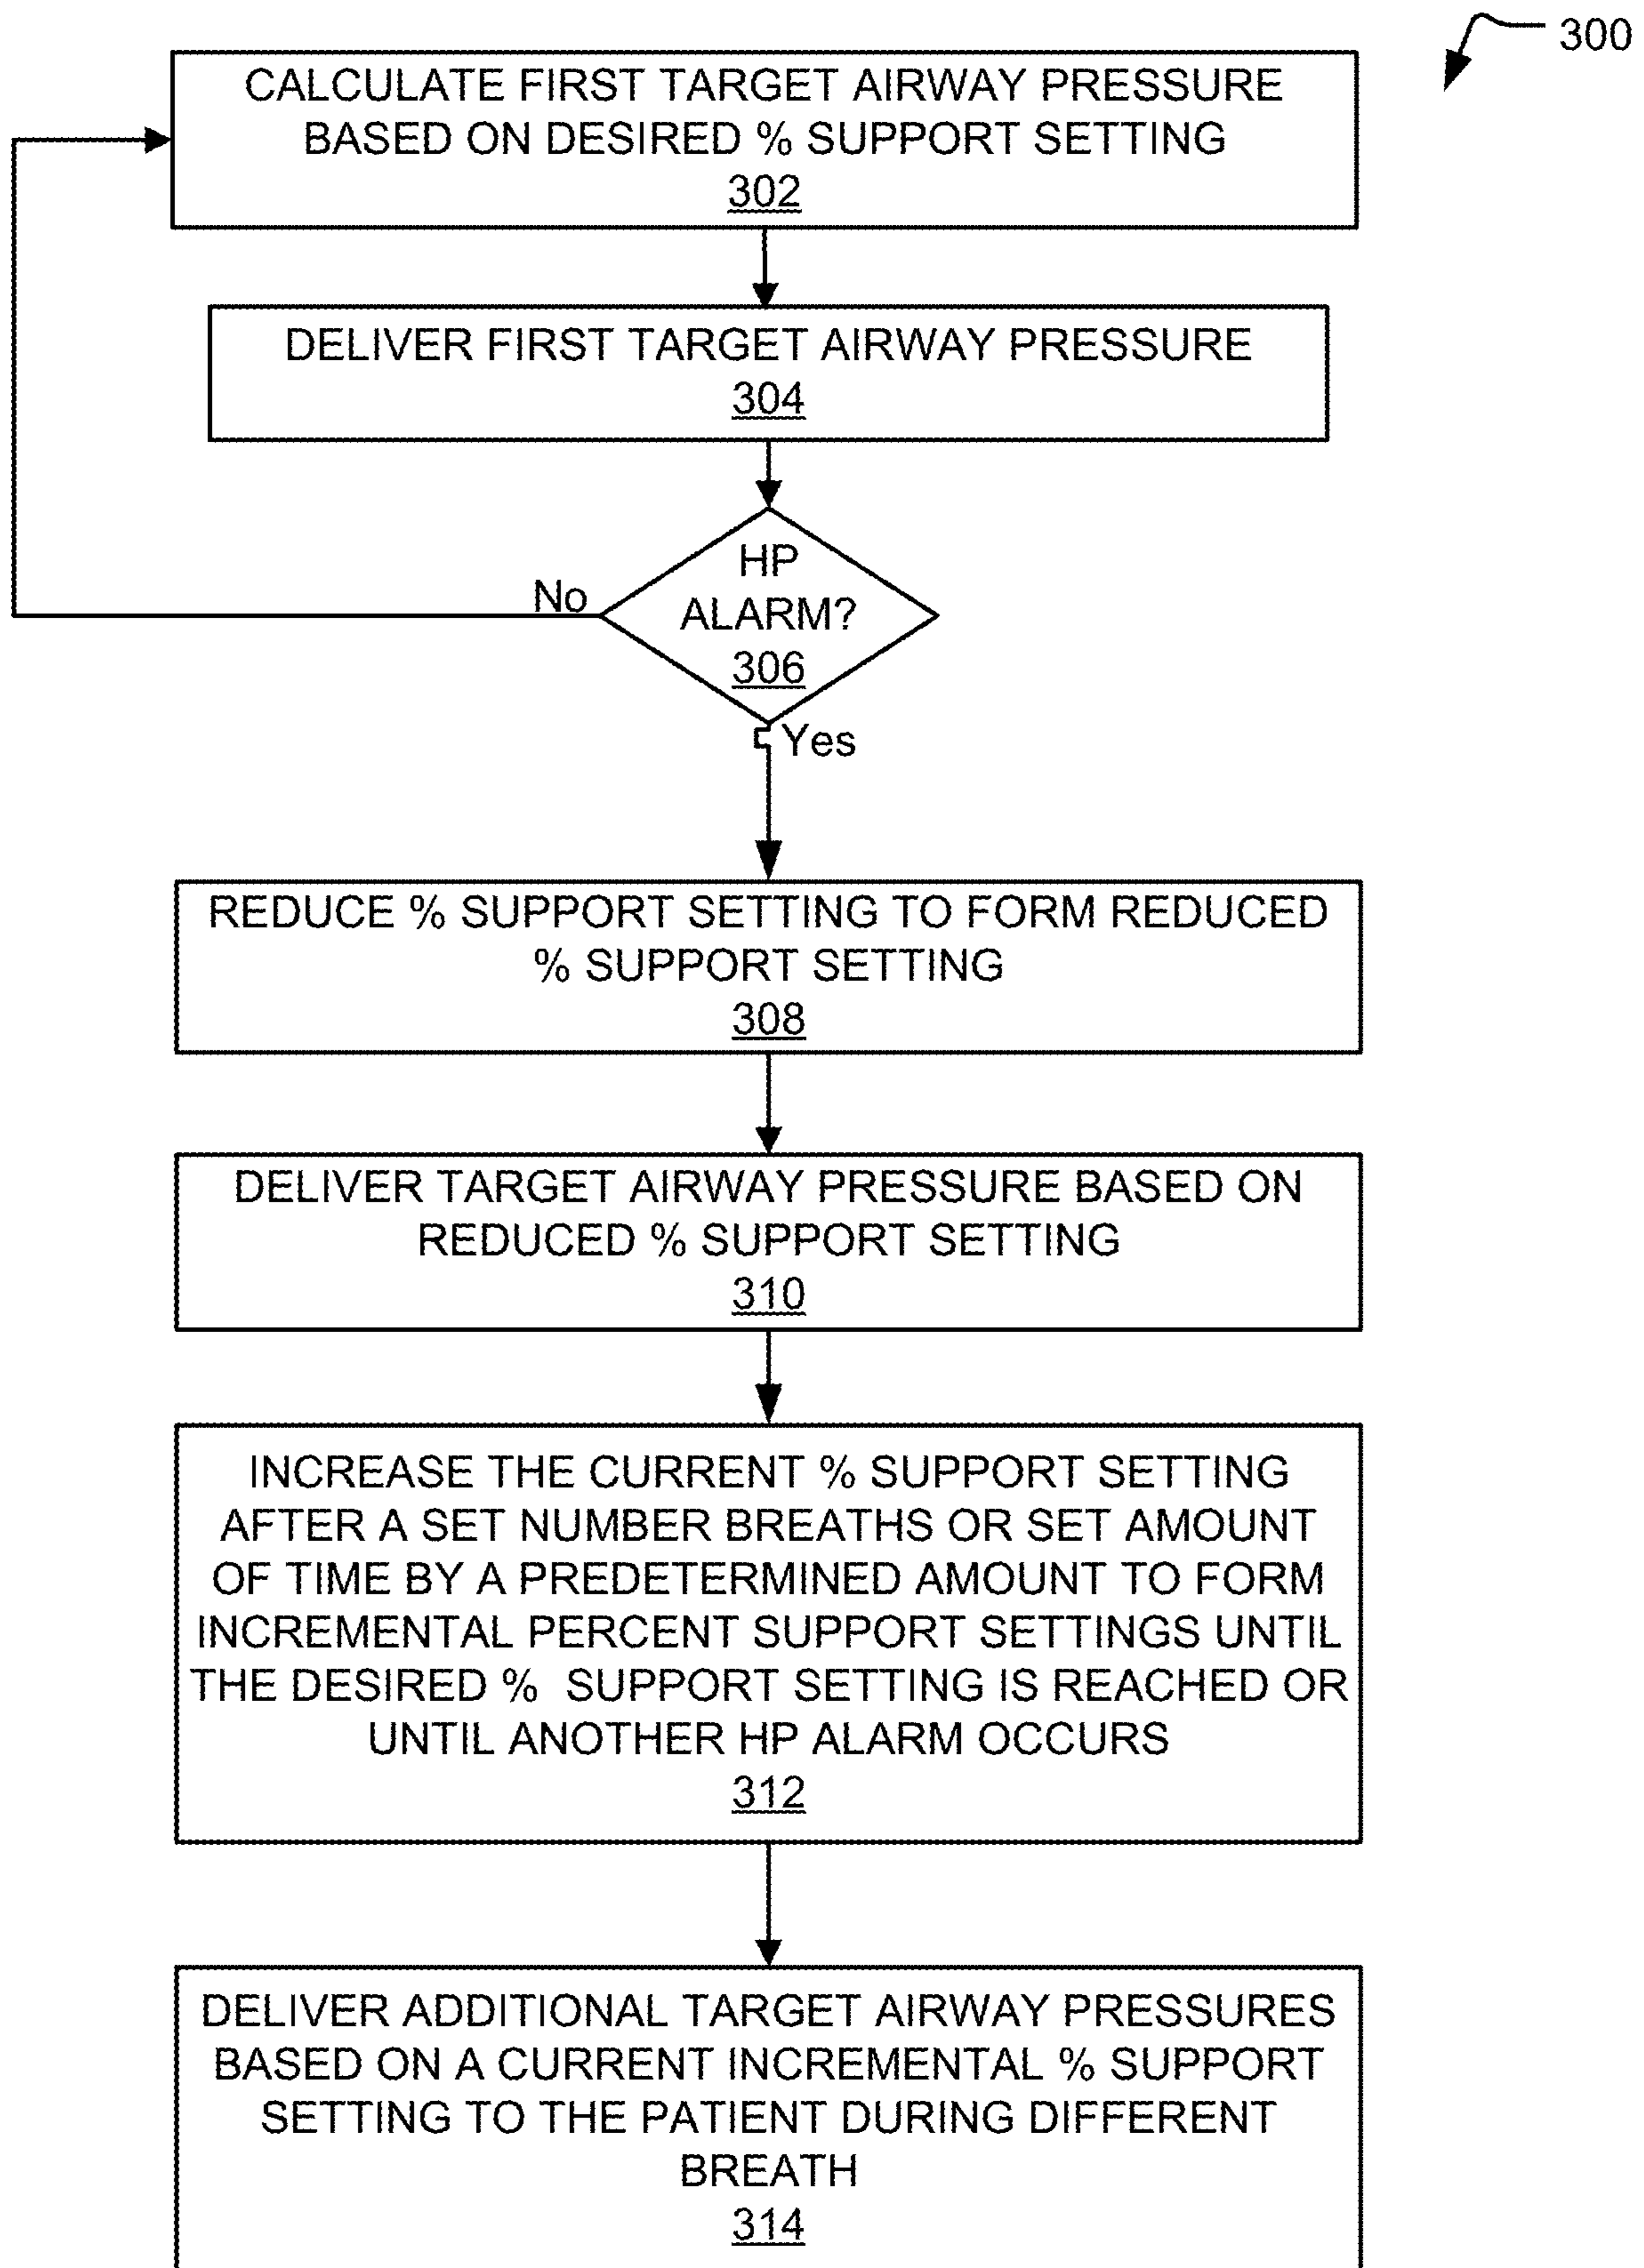 300
CALCULATE FIRST TARGET AIRWAY PRESSURE
BASED ON DESIRED % SUPPORT SETTING
302
DELIVER FIRST TARGET AIRWAY PRESSURE
304
HP
ALARM?
306
No
Yes
REDUCE % SUPPORT SETTING TO FORM REDUCED
% SUPPORT SETTING
308
DELIVER TARGET AIRWAY PRESSURE BASED ON
REDUCED % SUPPORT SETTING
310
INCREASE THE CURRENT % SUPPORT SETTING
AFTER A SET NUMBER BREATHS OR SET AMOUNT
OF TIME BY A PREDETERMINED AMOUNT TO FORM
INCREMENTAL PERCENT SUPPORT SETTINGS UNTIL
THE DESIRED % SUPPORT SETTING IS REACHED OR
UNTIL ANOTHER HP ALARM OCCURS
312
DELIVER ADDITIONAL TARGET AIRWAY PRESSURES
BASED ON A CURRENT INCREMENTAL % SUPPORT
SETTING TO THE PATIENT DURING DIFFERENT
BREATH
314